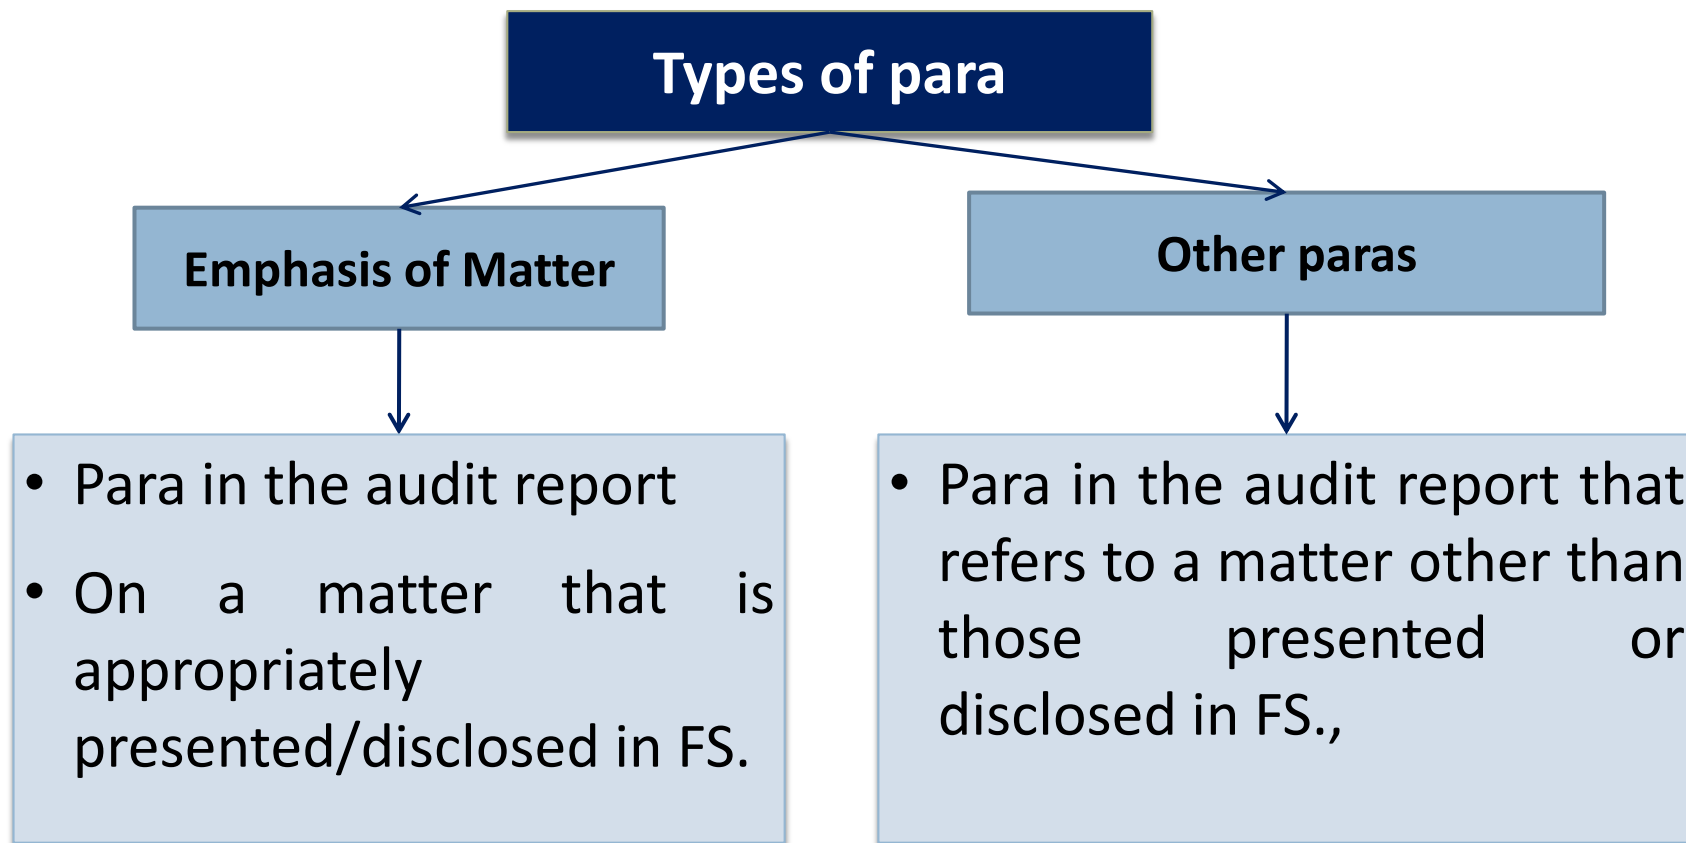 Types of para
Emphasis of Matter
Other paras
• Para in the audit report
• On a matter that is
appropriately
presented/disclosed in FS.
• Para in the audit report that
refers to a matter other than
those presented or
disclosed in FS.,